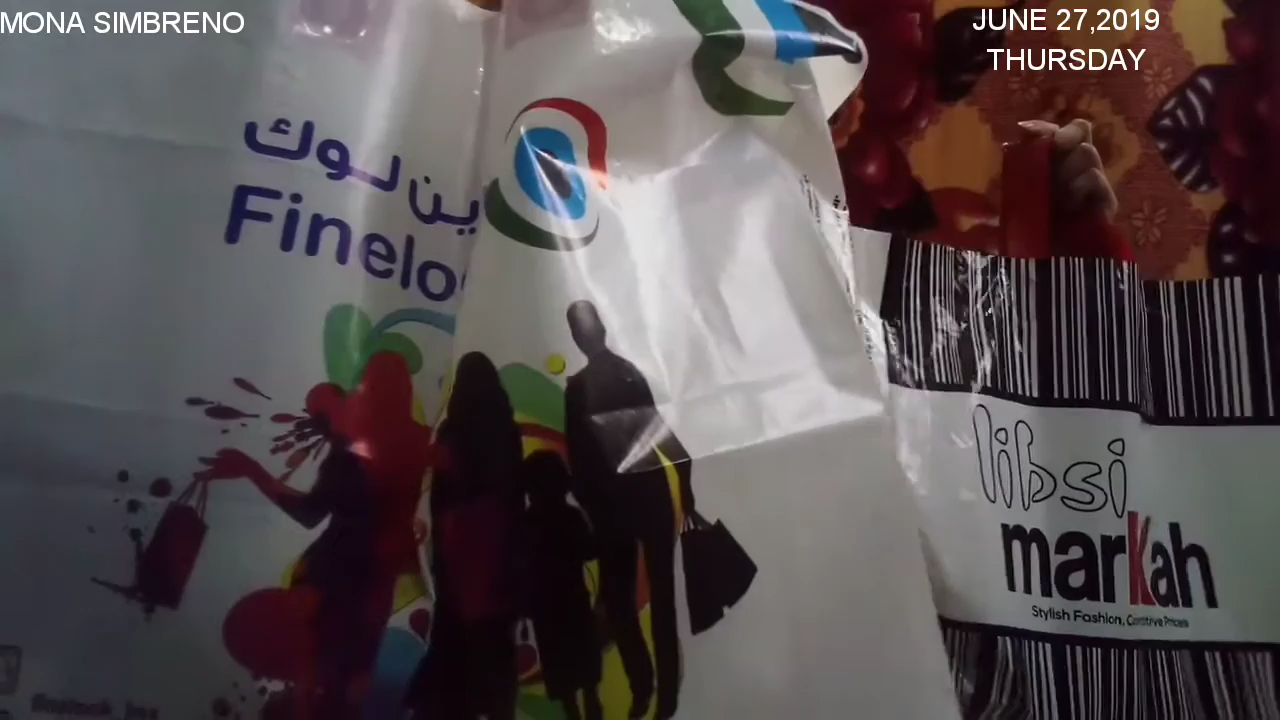 MONA SIMBRENO
JUNE 27,2019
THURSDAY
ين لوك
Finelo
libsi
markah
Stylish Fashion,